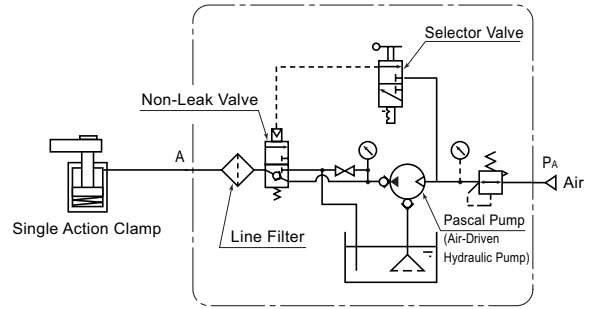 Selector Valve
Non-Leak Valve
A
PA
Air
Single Action Clamp
Line Filter
Pascal Pump
(Air-Driven
Hydraulic Pump)